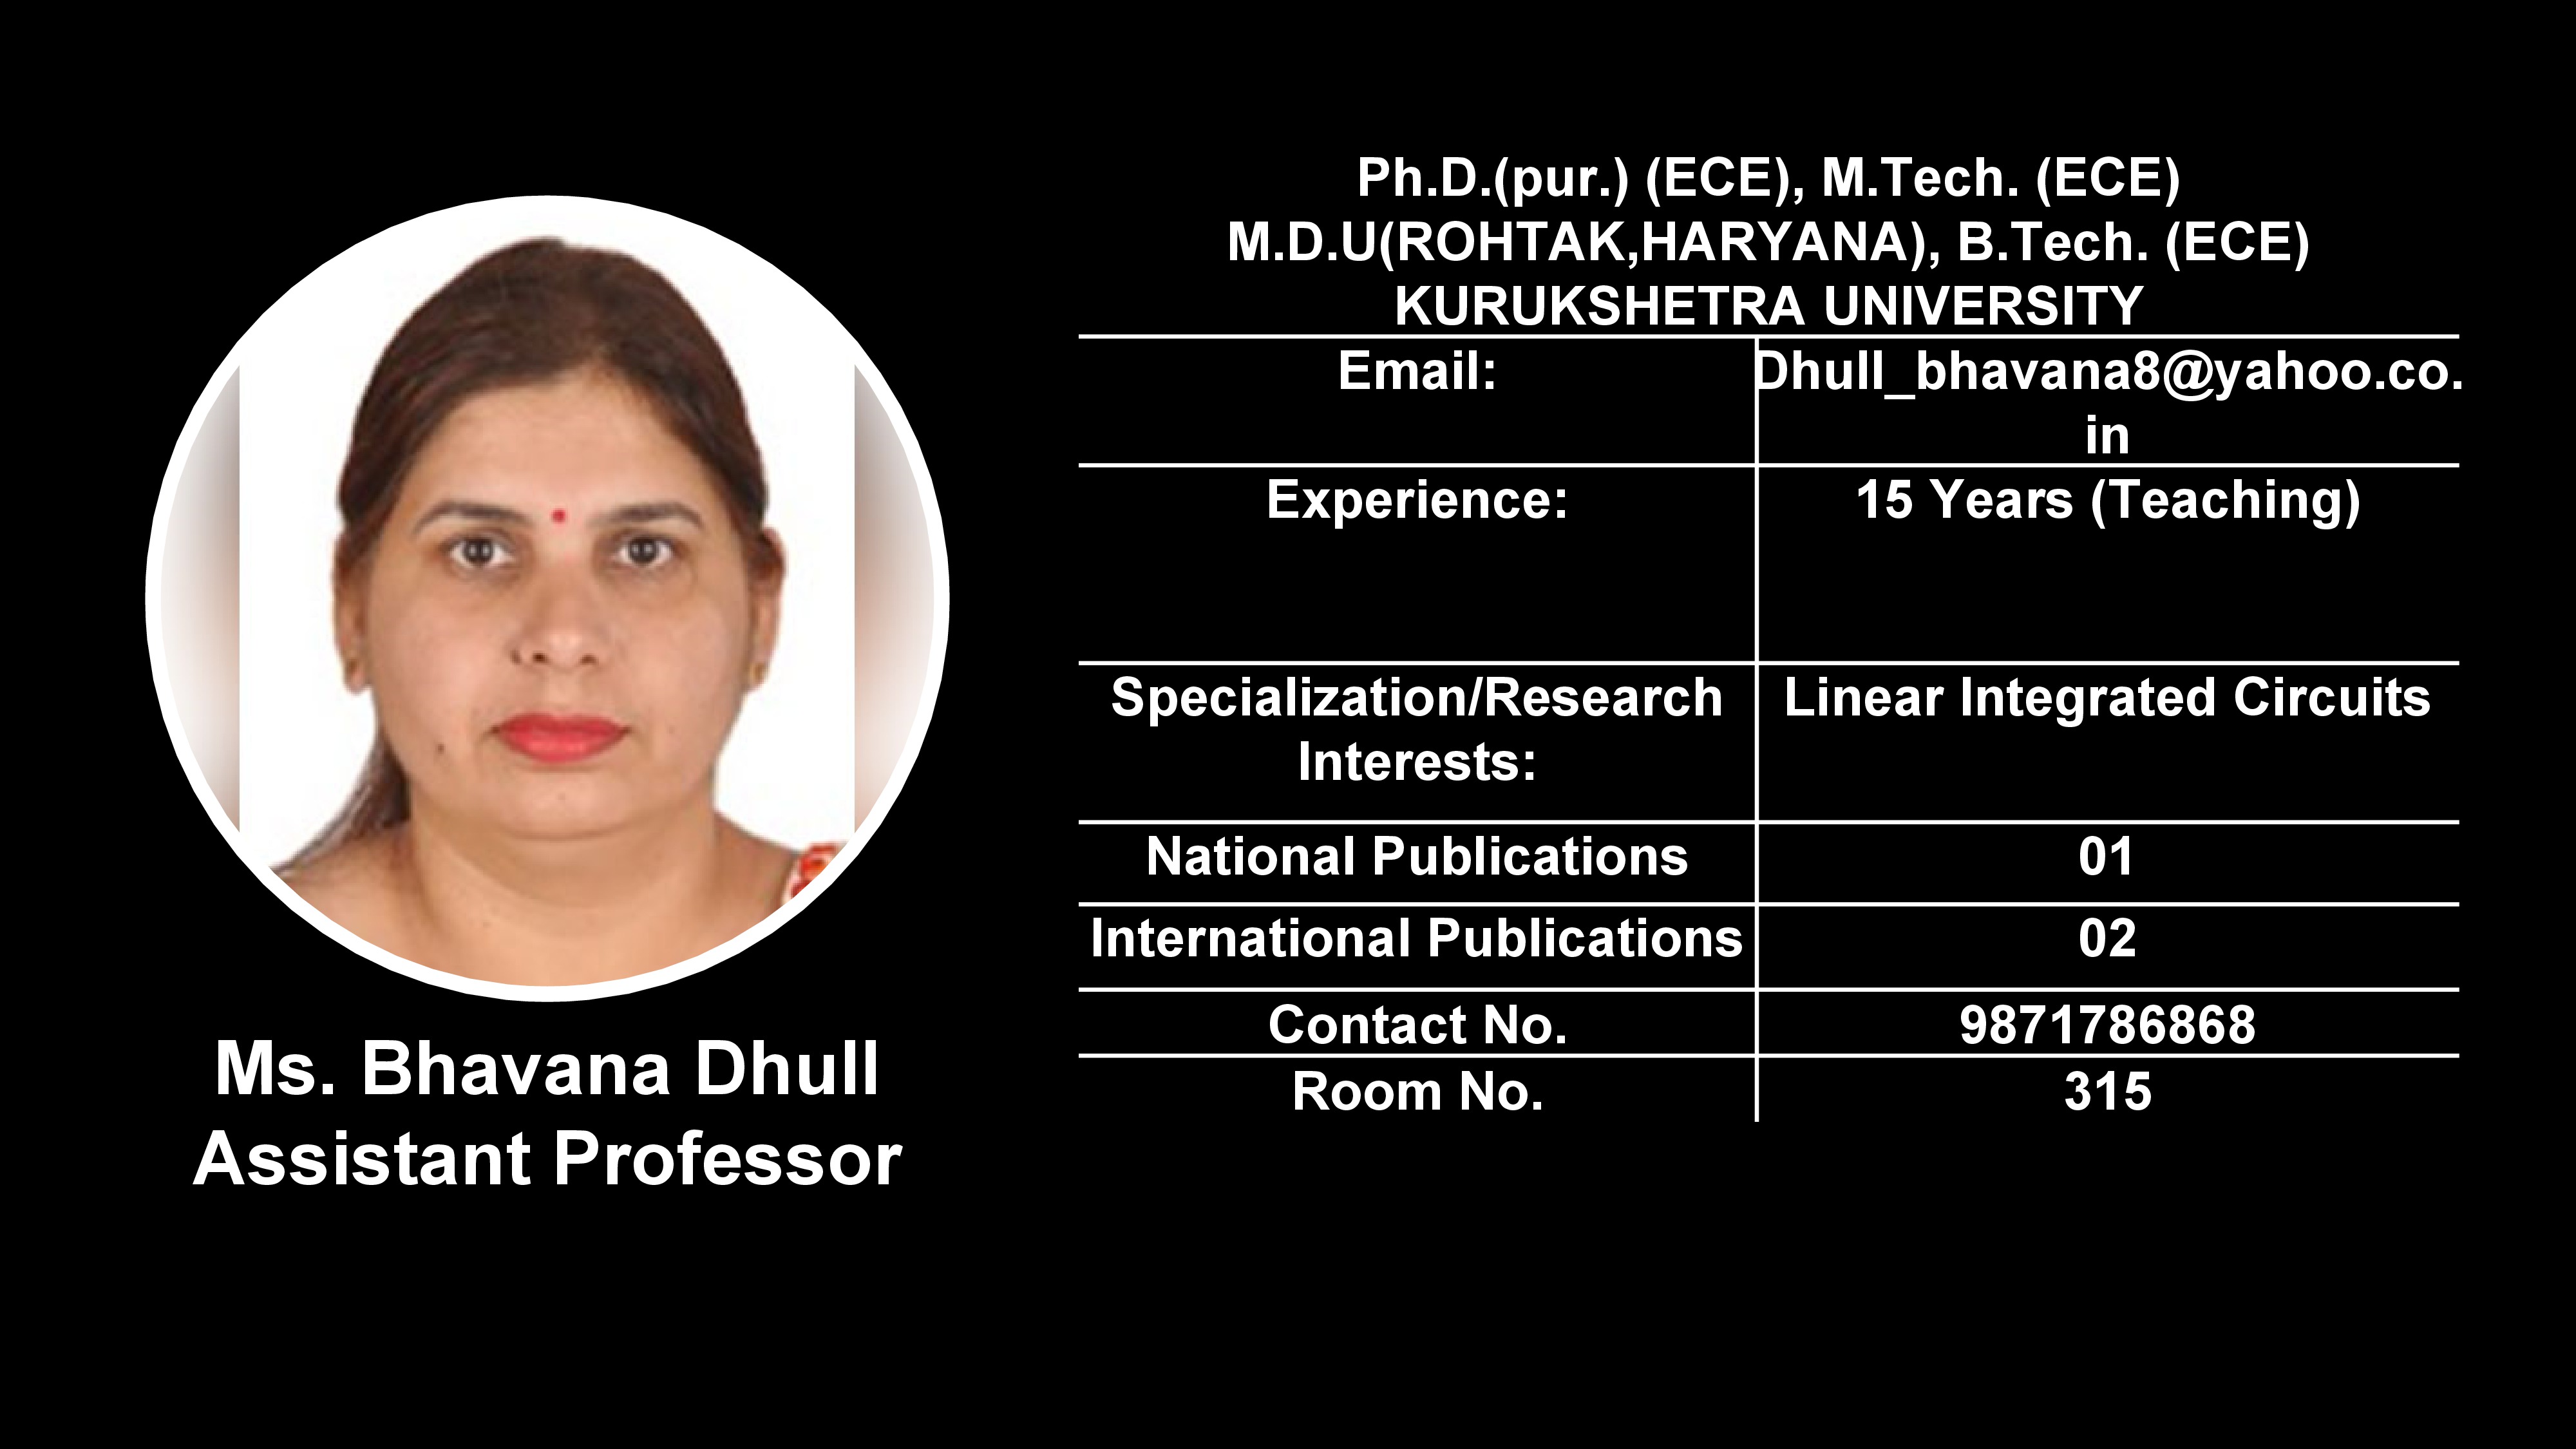 Ph.D.(pur.) (ECE), M.Tech. (ECE)
M.D.U(ROHTAK,HARYANA), B.Tech. (ECE)
KURUKSHETRA UNIVERSITY
Email: Dhull_bhavana8@yahoo.co.
in
Experience: 15 Years (Teaching)
Specialization/Research Linear Integrated Circuits
Interests:
National Publications 01
International Publications 02
Contact No. 9871786868
Room No. 315
Ms. Bhavana Dhull
Assistant Professor